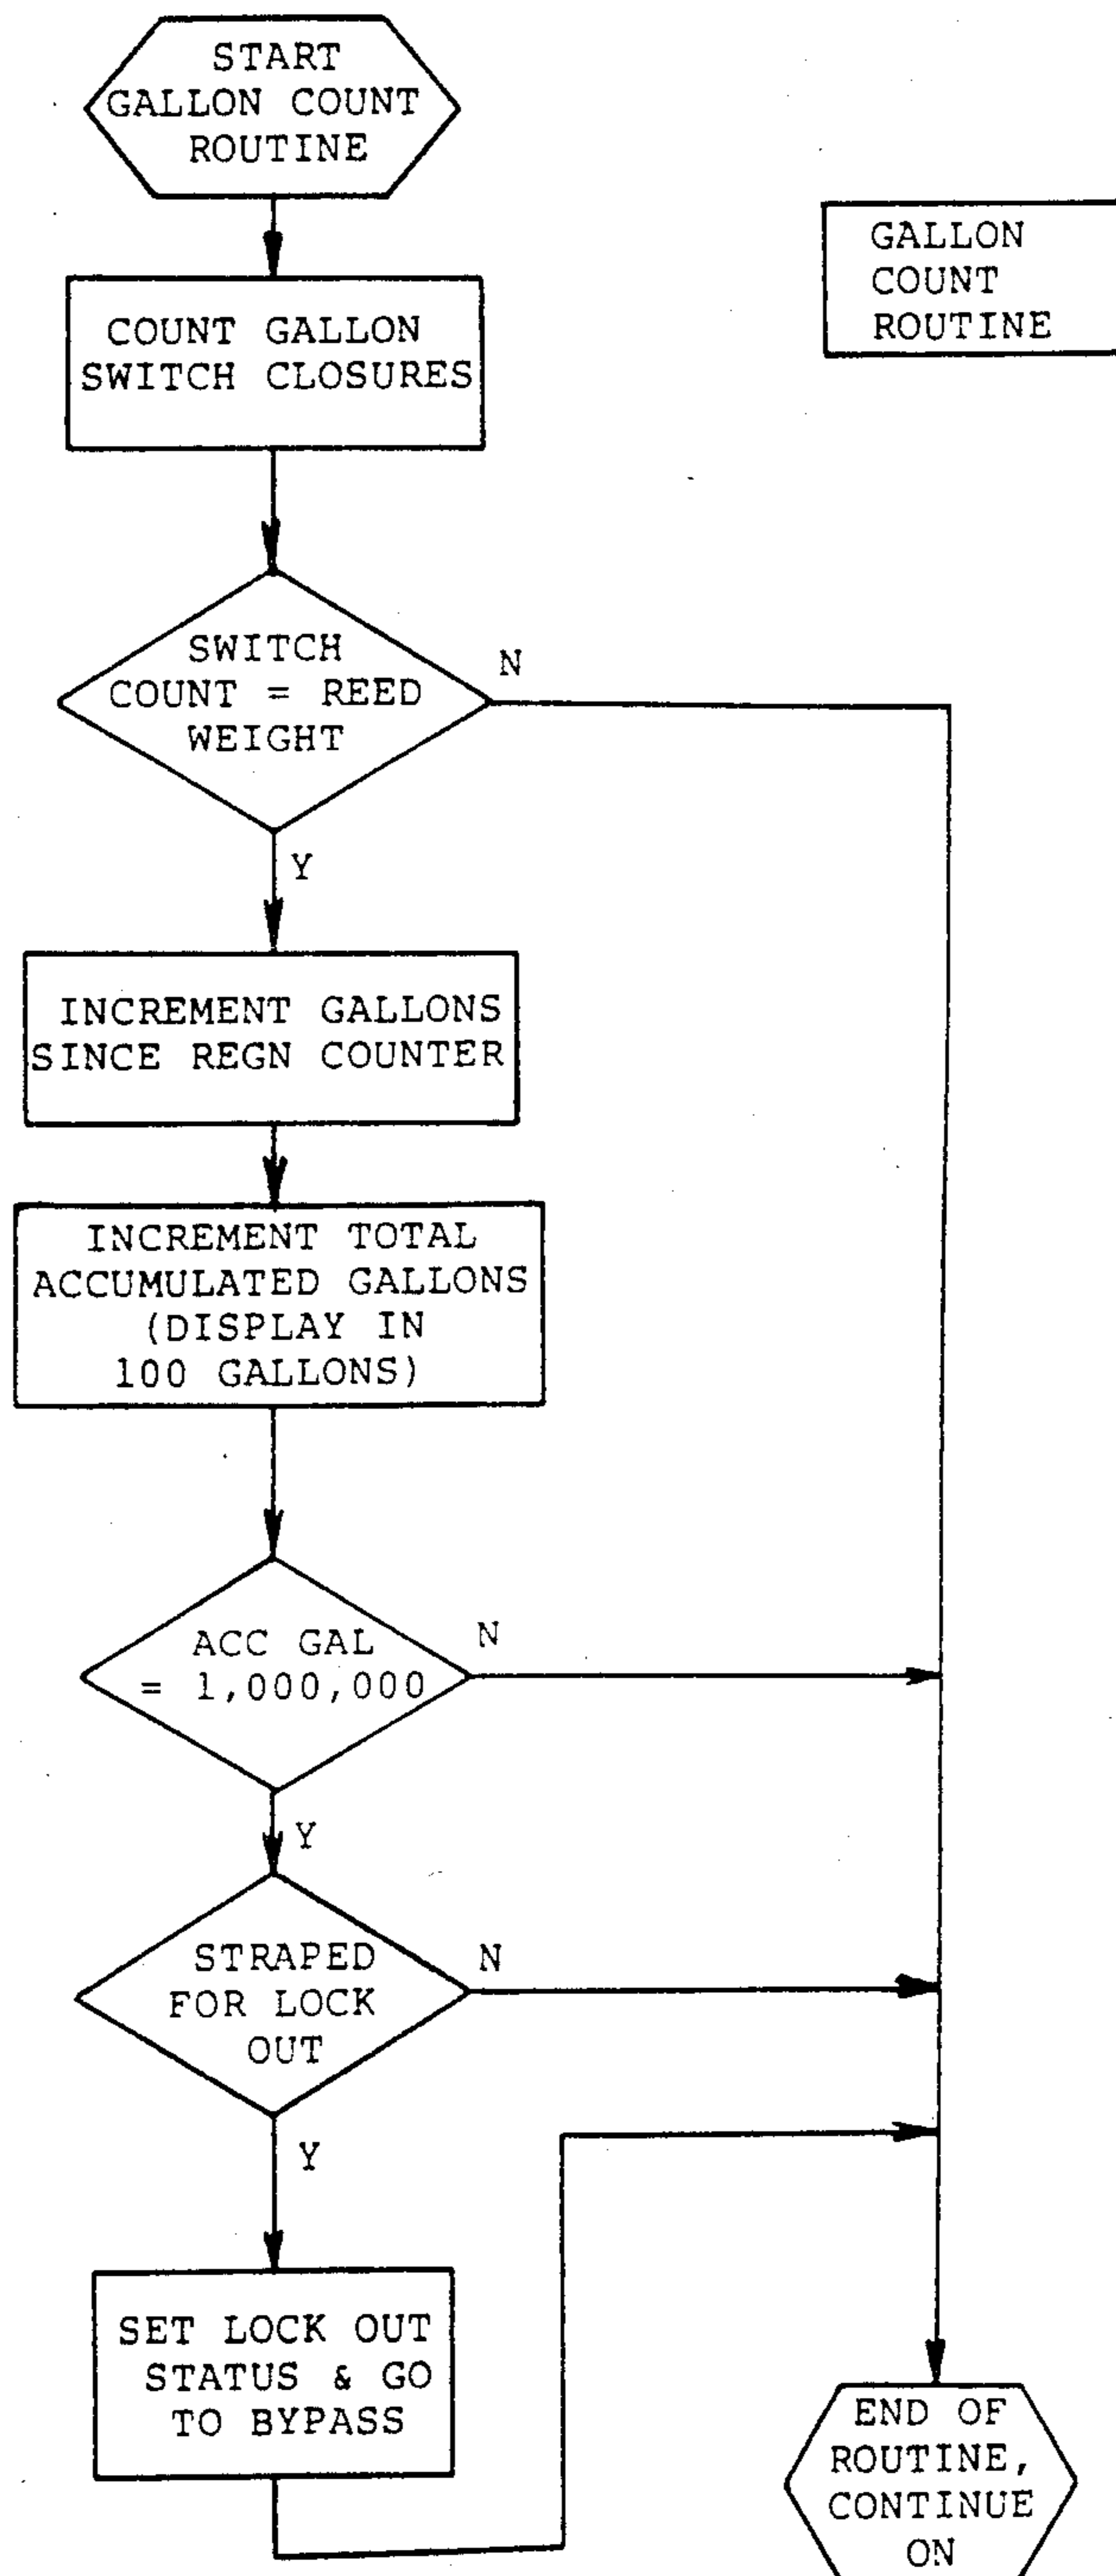 START
GALLON COUNT
ROUTINE
GALLON
COUNT
ROUTINE
COUNT GALLON
SWITCH CLOSURES
SWITCH
COUNT = REED
WEIGHT
N
Y
INCREMENT GALLONS
SINCE REGN COUNTER
INCREMENT TOTAL
ACCUMULATED GALLONS
(DISPLAY IN
100 GALLONS)
ACC GAL
= 1,000,000
N
Y
STRAPED
FOR LOCK
OUT
N
Y
SET LOCK OUT
STATUS & GO
TO BYPASS
END OF
ROUTINE,
CONTINUE
ON